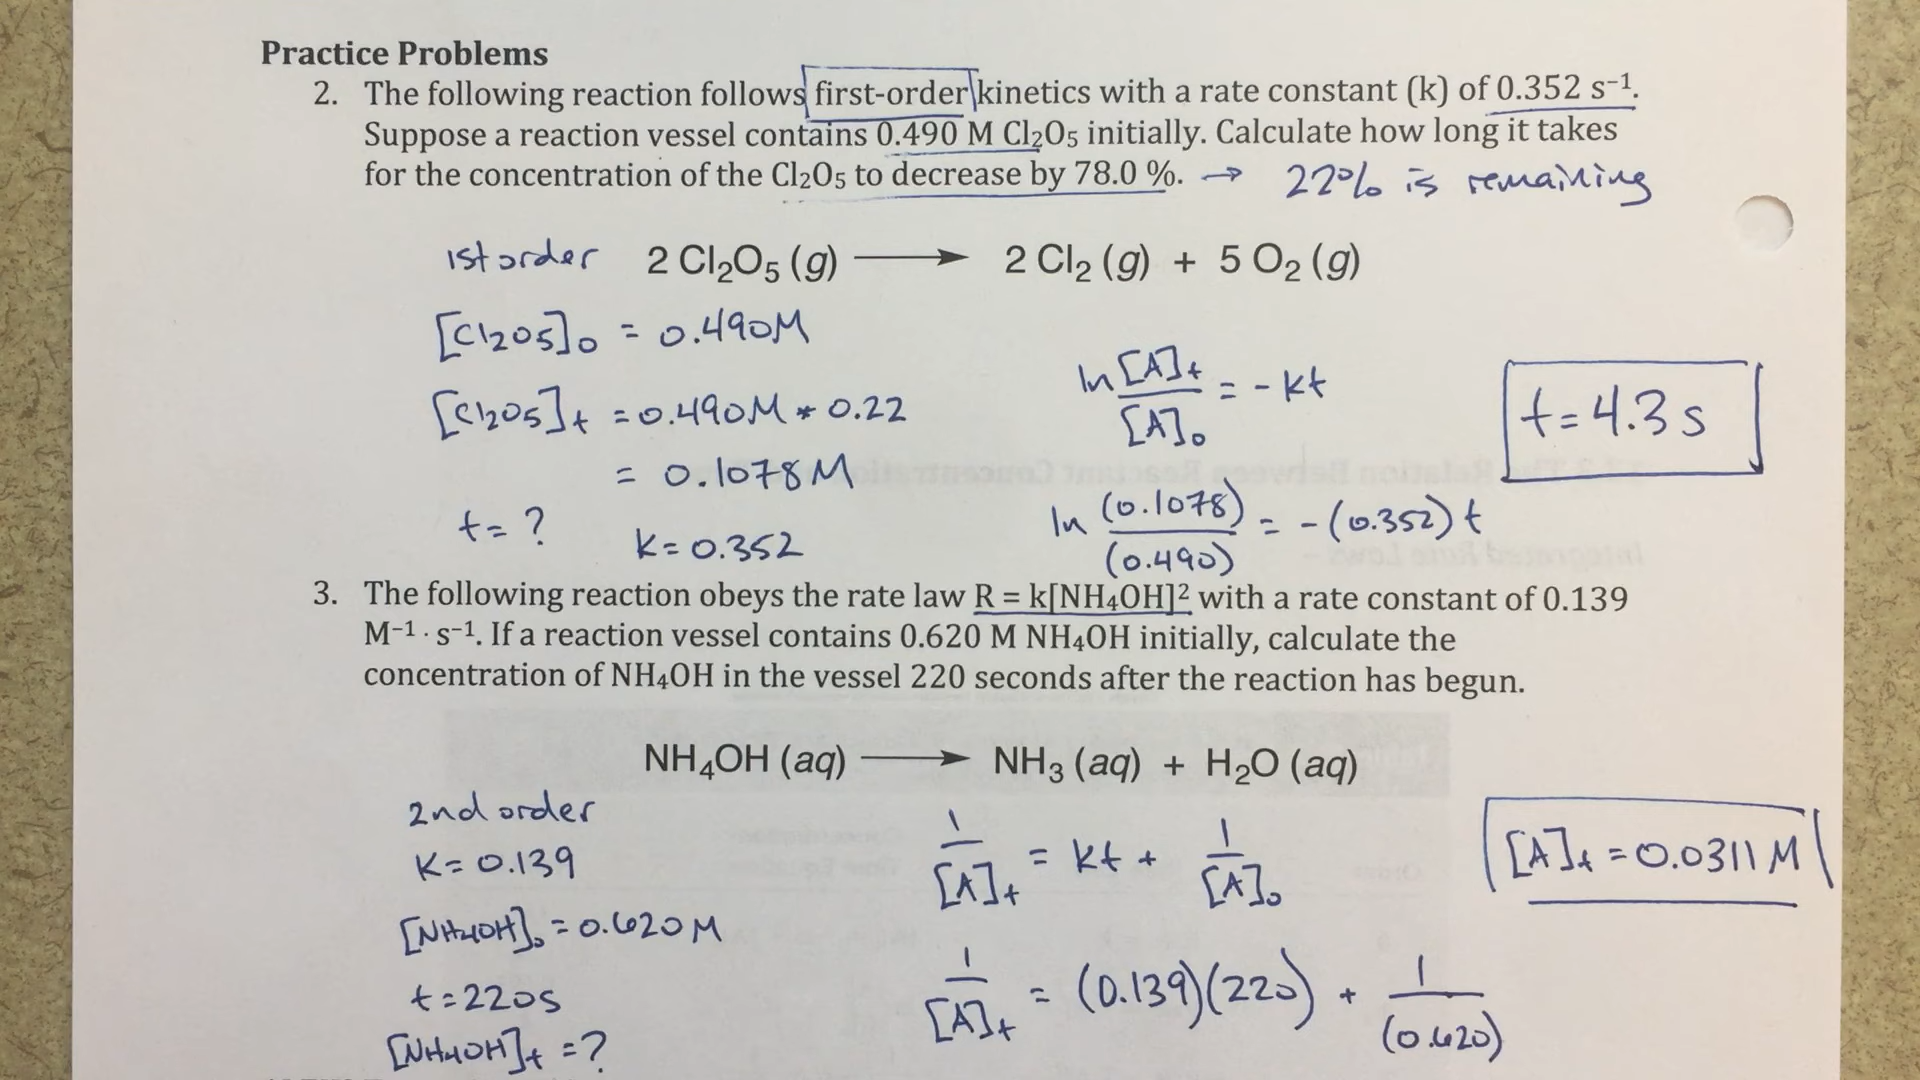 Practice Problems
2. The following reaction follows first-order kinetics with a rate constant (k) of 0.352 s⁻¹.
Suppose a reaction vessel contains 0.490 M Cl₂O₅ initially. Calculate how long it takes
for the concentration of the Cl₂O₅ to decrease by 78.0 %. → 22% is remaining
1st order 2 Cl₂O₅ (g) ⟶ 2 Cl₂ (g) + 5 O₂ (g)
[Cl₂O₅]₀ = 0.490M
[Cl₂O₅]t = 0.490M * 0.22
= 0.1078M
t = ? k = 0.352
ln [A]t / [A]₀ = - kt
ln (0.1078) / (0.490) = - (0.352) t
t = 4.3 s
3. The following reaction obeys the rate law R = k[NH₄OH]² with a rate constant of 0.139
M⁻¹ · s⁻¹. If a reaction vessel contains 0.620 M NH₄OH initially, calculate the
concentration of NH₄OH in the vessel 220 seconds after the reaction has begun.
NH₄OH (aq) ⟶ NH₃ (aq) + H₂O (aq)
2nd order
K = 0.139
[NH₄OH]₀ = 0.620M
t = 220s
[NH₄OH]t = ?
1 / [A]t = kt + 1 / [A]₀
1 / [A]t = (0.139)(220) + 1 / (0.620)
[A]t = 0.0311 M